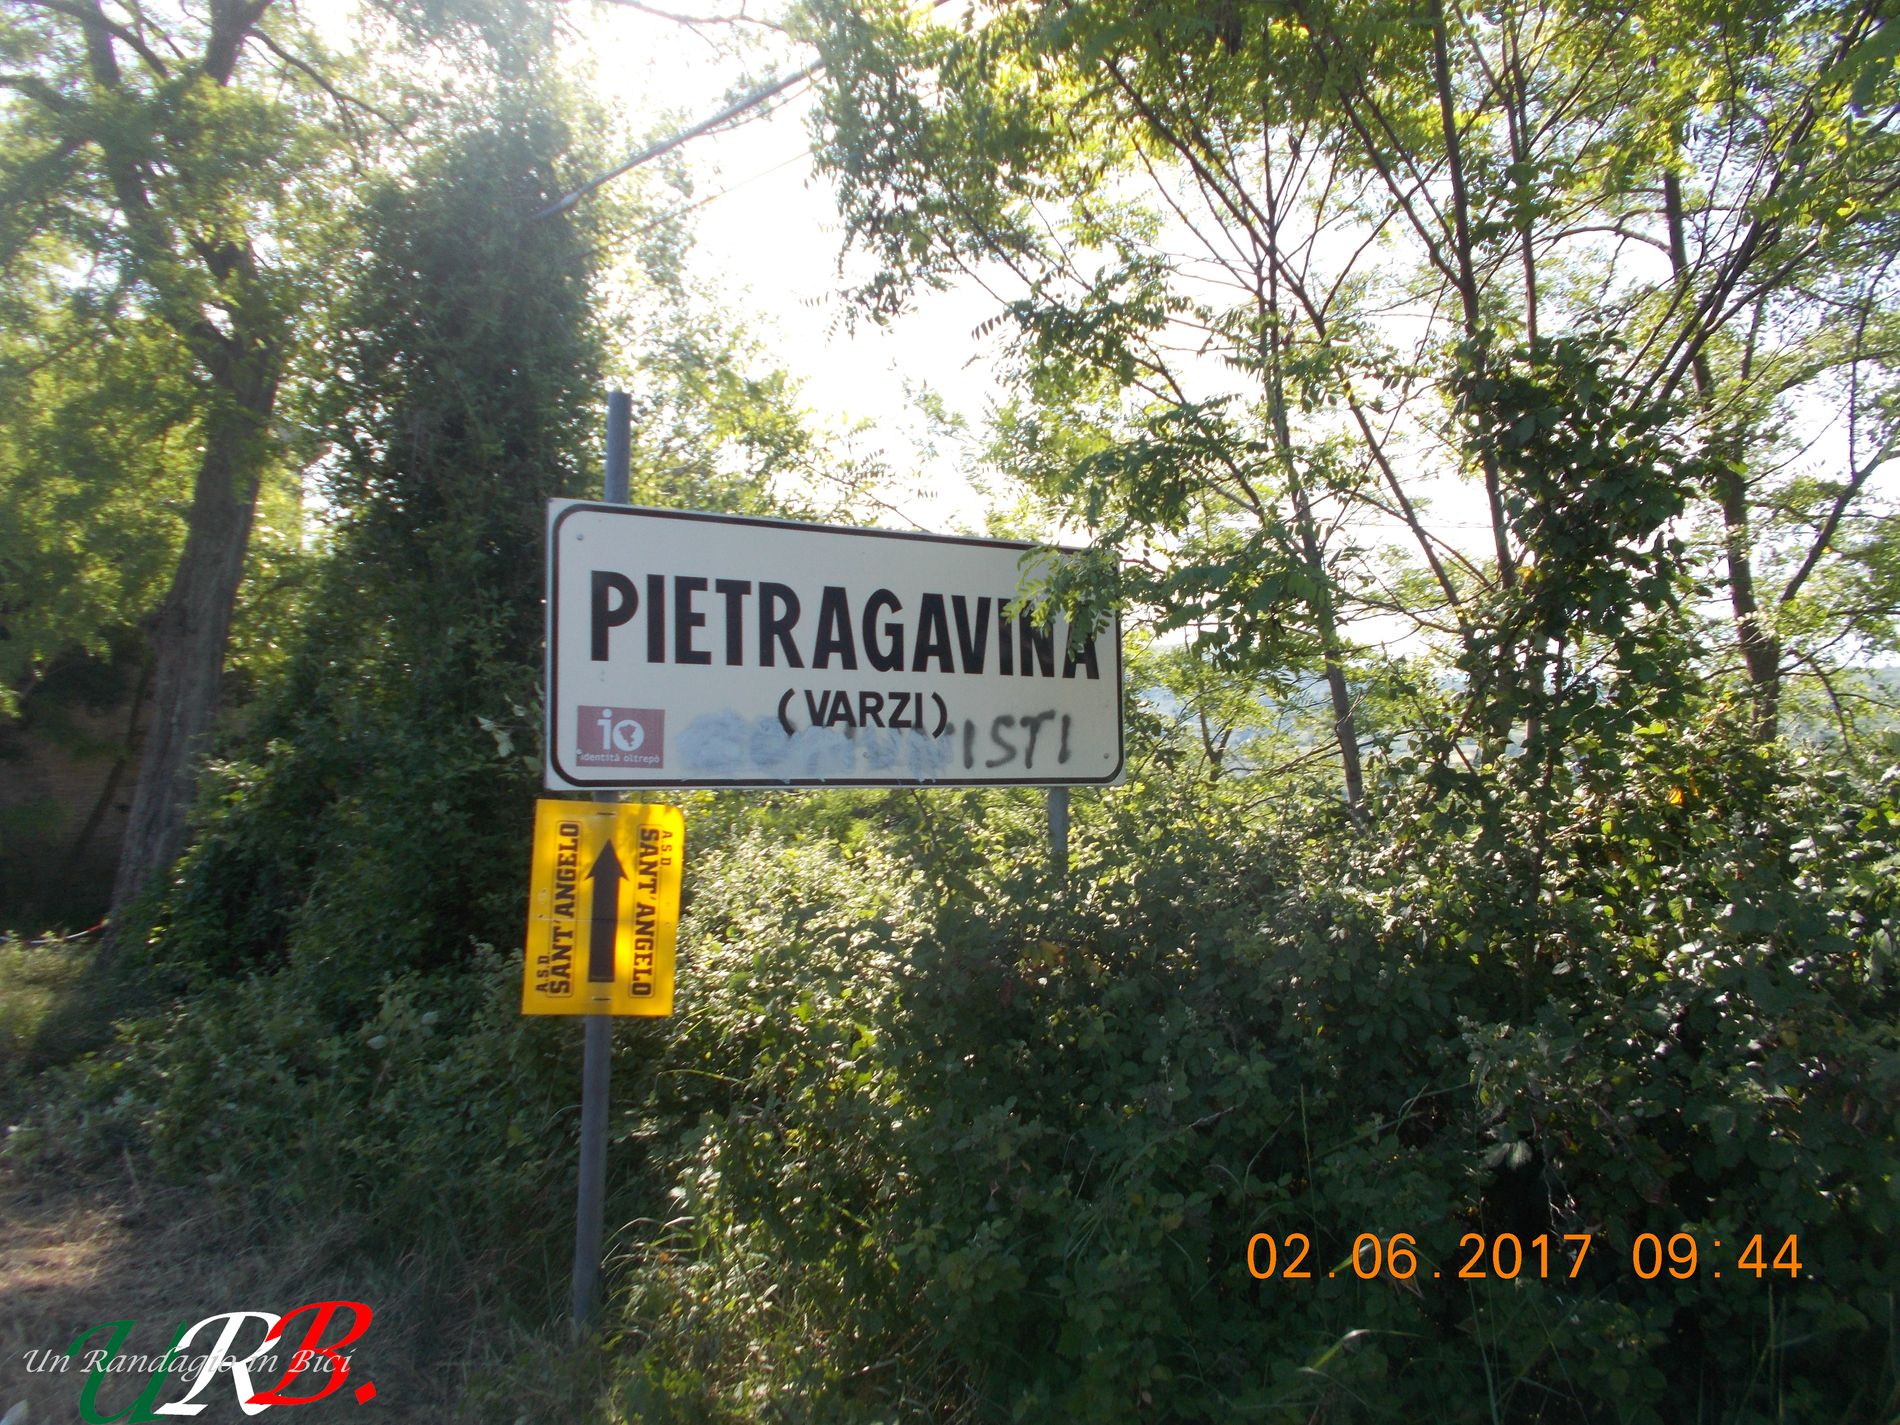 PIETRAGAVINA
(VARZI)
io
identità oltrepò
ISTI
A.S.D.
SANT'ANGELO
A.S.D.
SANT'ANGELO
02.06.2017 09:44
URB.
Un Randagio in Bici